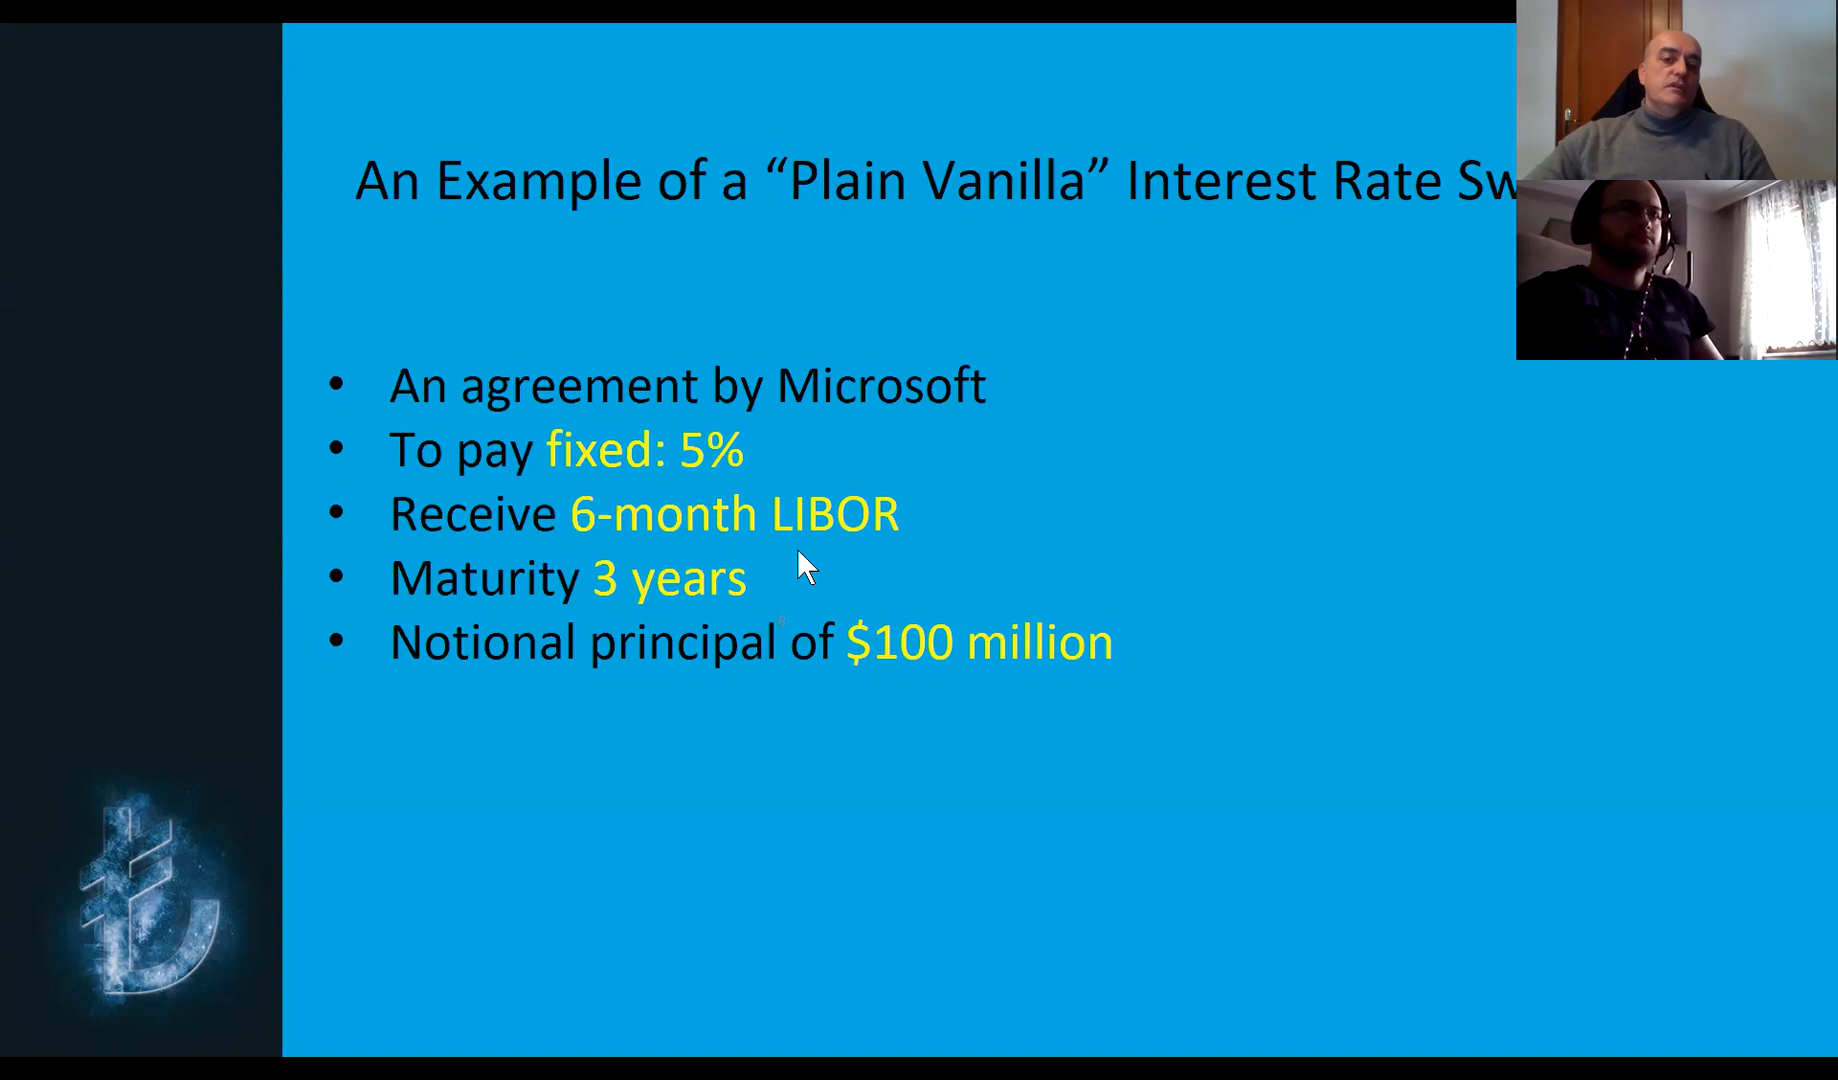 An Example of a “Plain Vanilla” Interest Rate Sw
• An agreement by Microsoft
• To pay fixed: 5%
• Receive 6-month LIBOR
• Maturity 3 years
• Notional principal of $100 million